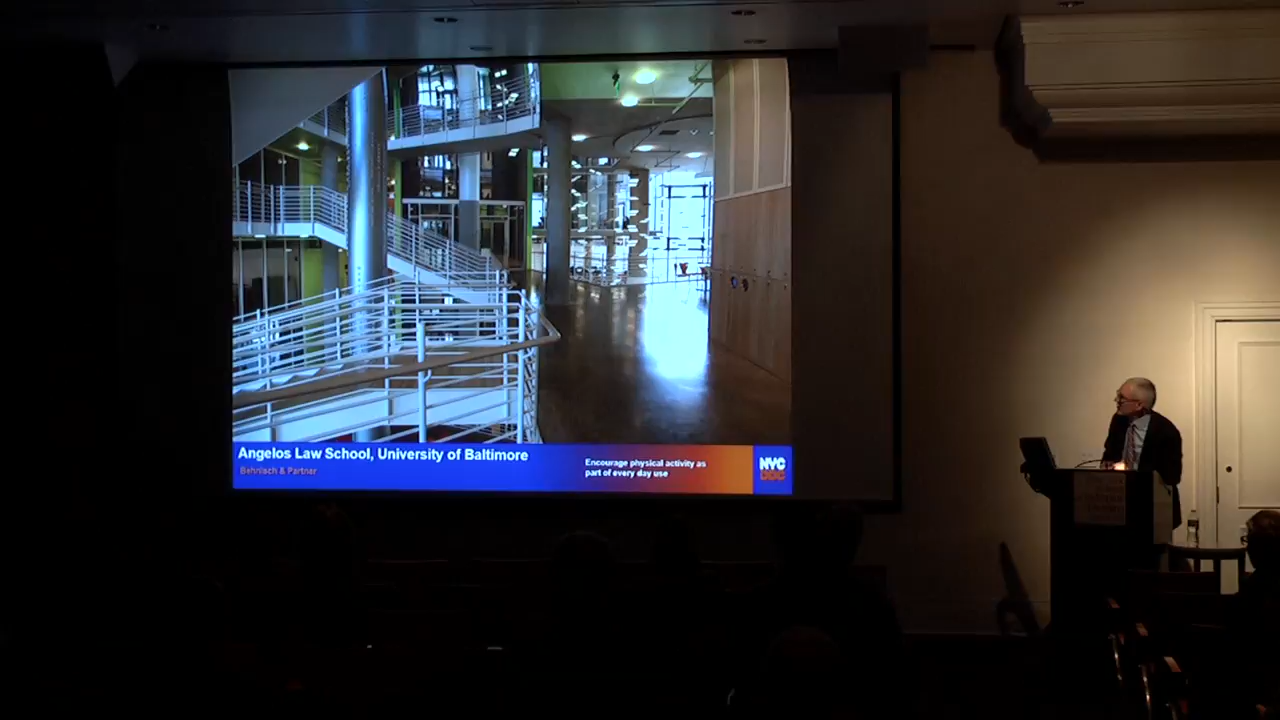 Angelos Law School, University of Baltimore
Behnisch & Partner
Encourage physical activity as
part of every day use
NYC
DDC